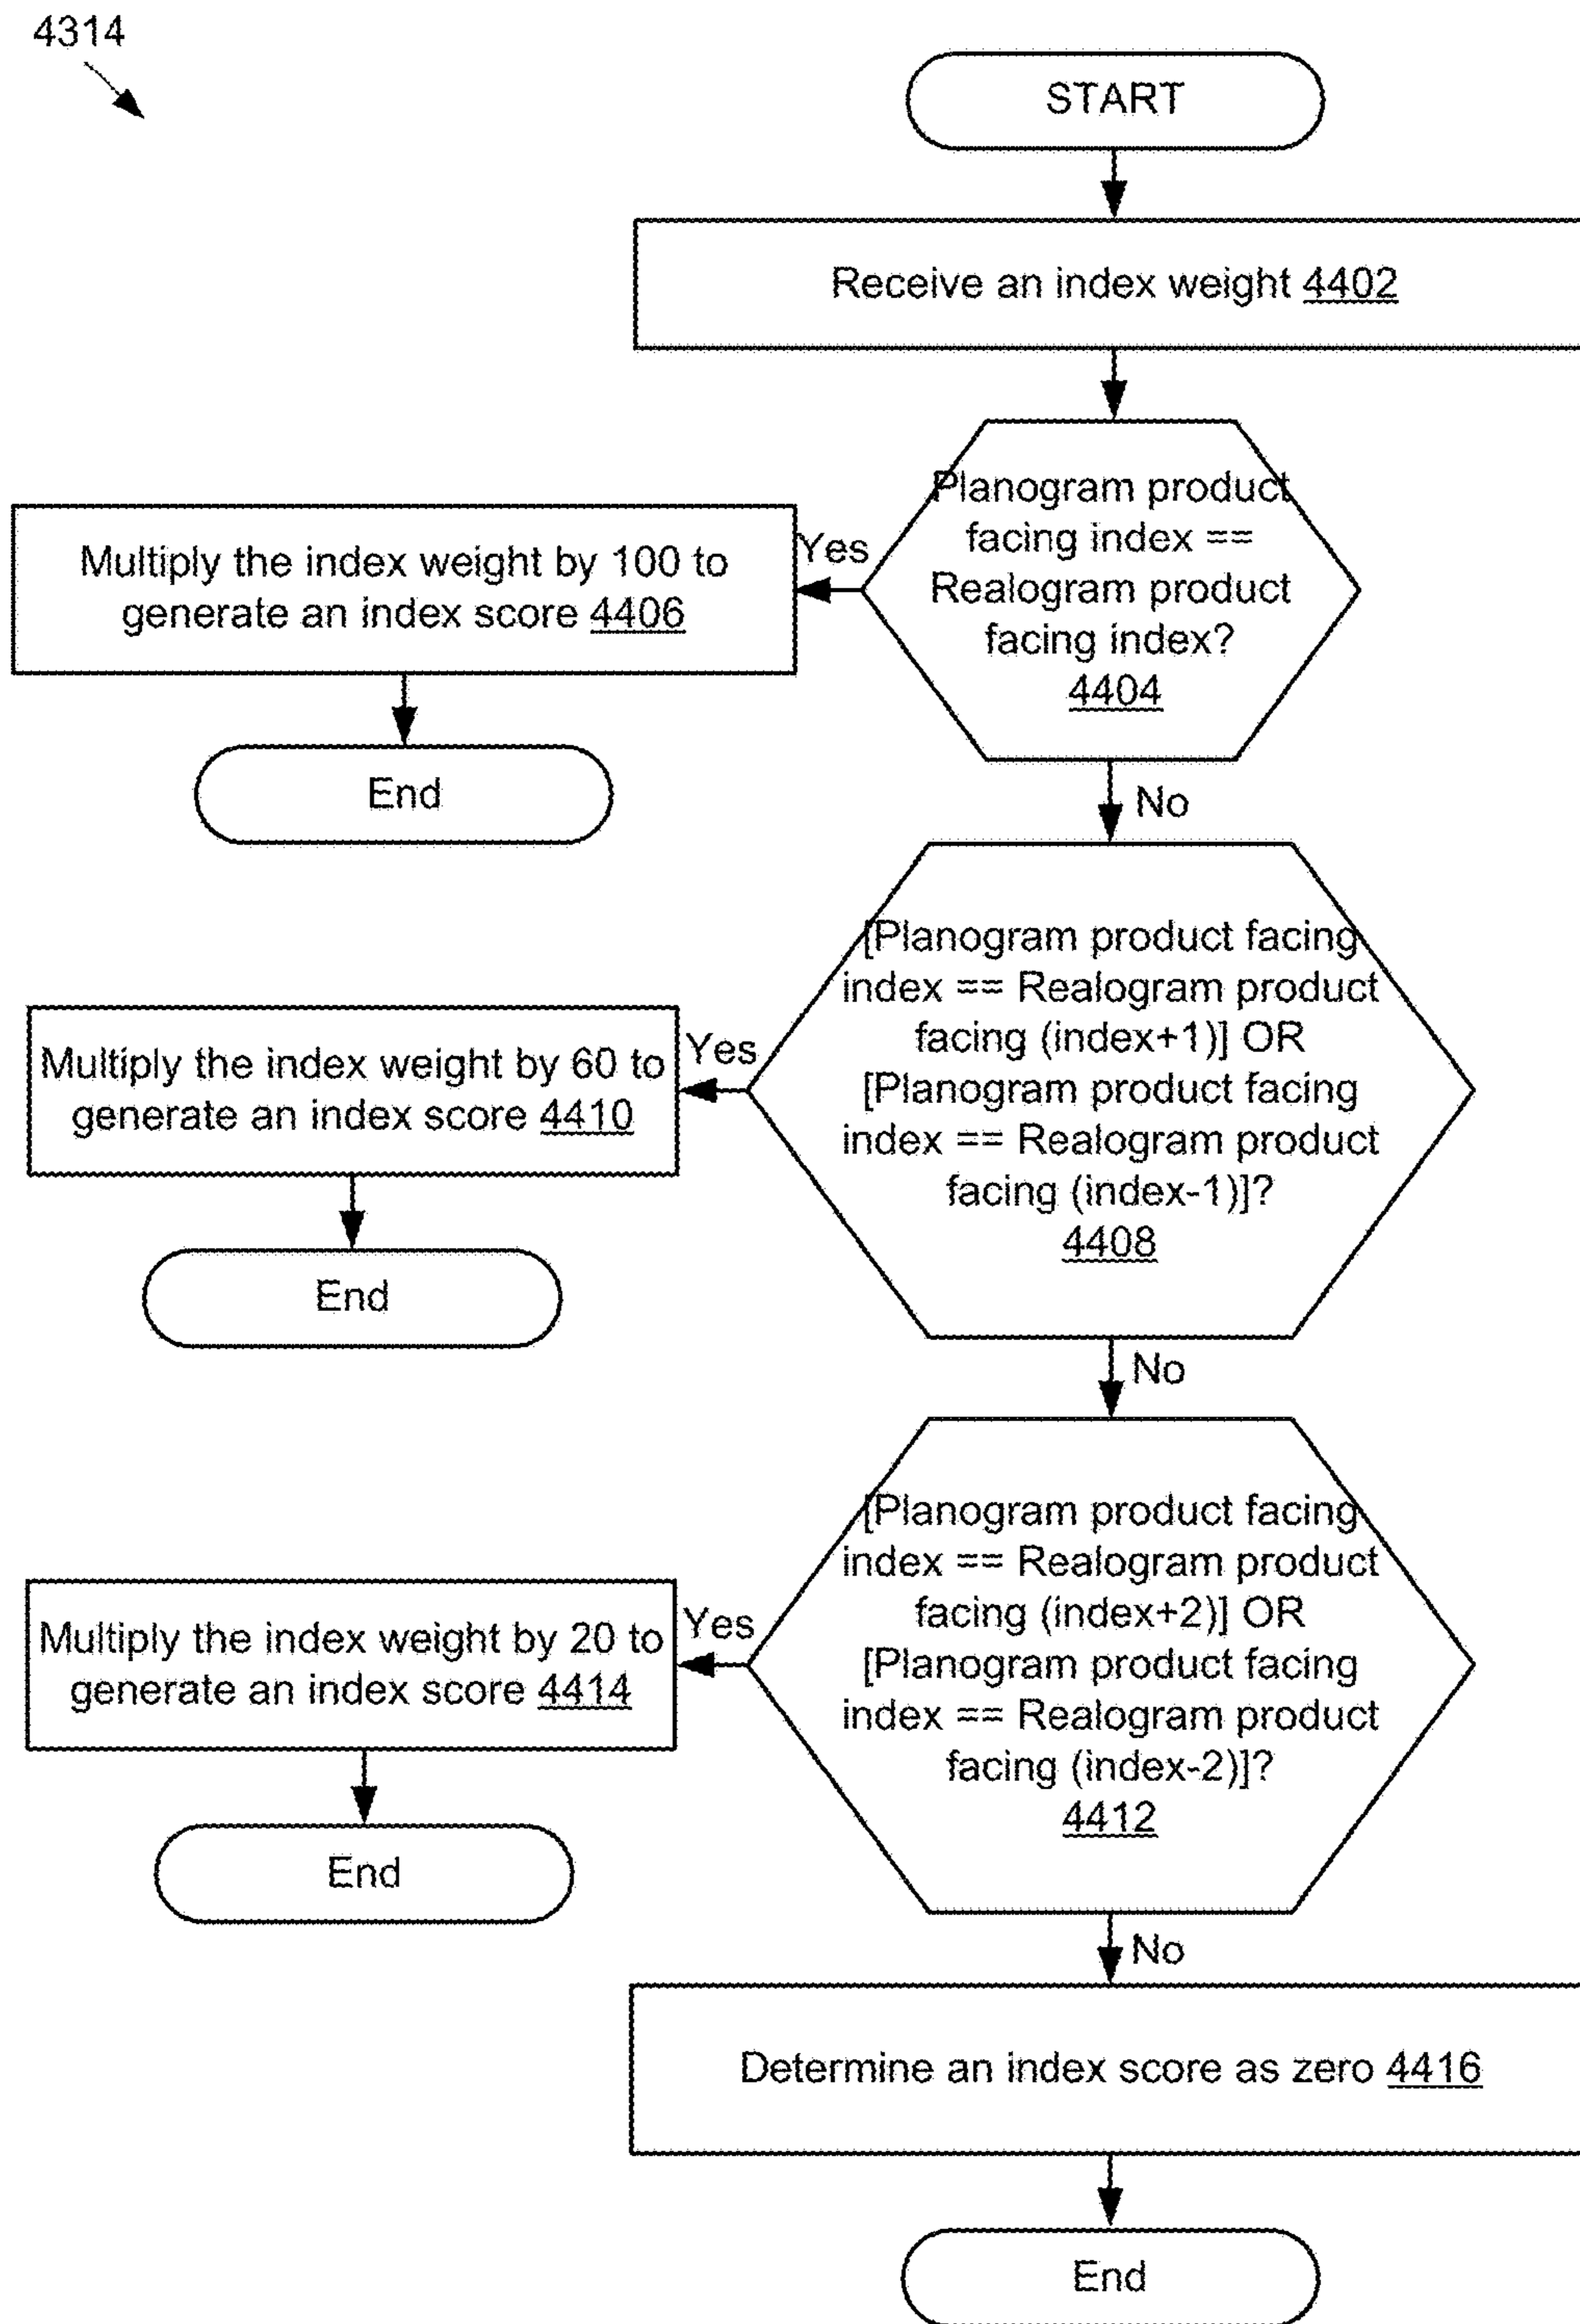 4314
START
Receive an index weight 4402
Planogram product
facing index ==
Realogram product
facing index?
4404
Yes
Multiply the index weight by 100 to
generate an index score 4406
End
No
[Planogram product facing
index == Realogram product
facing (index+1)] OR
[Planogram product facing
index == Realogram product
facing (index-1)]?
4408
Yes
Multiply the index weight by 60 to
generate an index score 4410
End
No
[Planogram product facing
index == Realogram product
facing (index+2)] OR
[Planogram product facing
index == Realogram product
facing (index-2)]?
4412
Yes
Multiply the index weight by 20 to
generate an index score 4414
End
No
Determine an index score as zero 4416
End